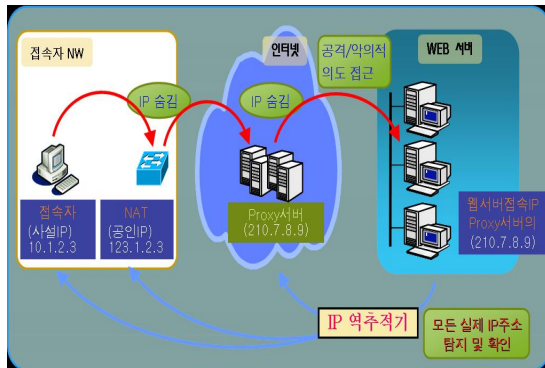 접속자 NW
인터넷
공격/악의적
의도 접근
WEB 서버
IP 숨김
IP 숨김
접속자
(사설IP)
10.1.2.3
NAT
(공인IP)
123.1.2.3
Proxy서버
(210.7.8.9)
웹서버접속IP
Proxy서버의
(210.7.8.9)
IP 역추적기
모든 실제 IP주소
탐지 및 확인